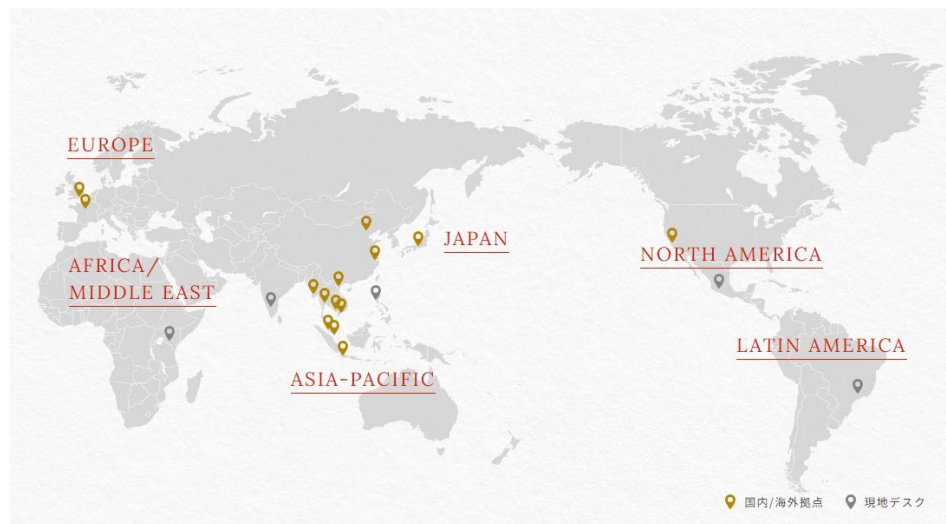 EUROPE
AFRICA/
MIDDLE EAST
JAPAN
ASIA-PACIFIC
NORTH AMERICA
LATIN AMERICA
国内/海外拠点
現地デスク